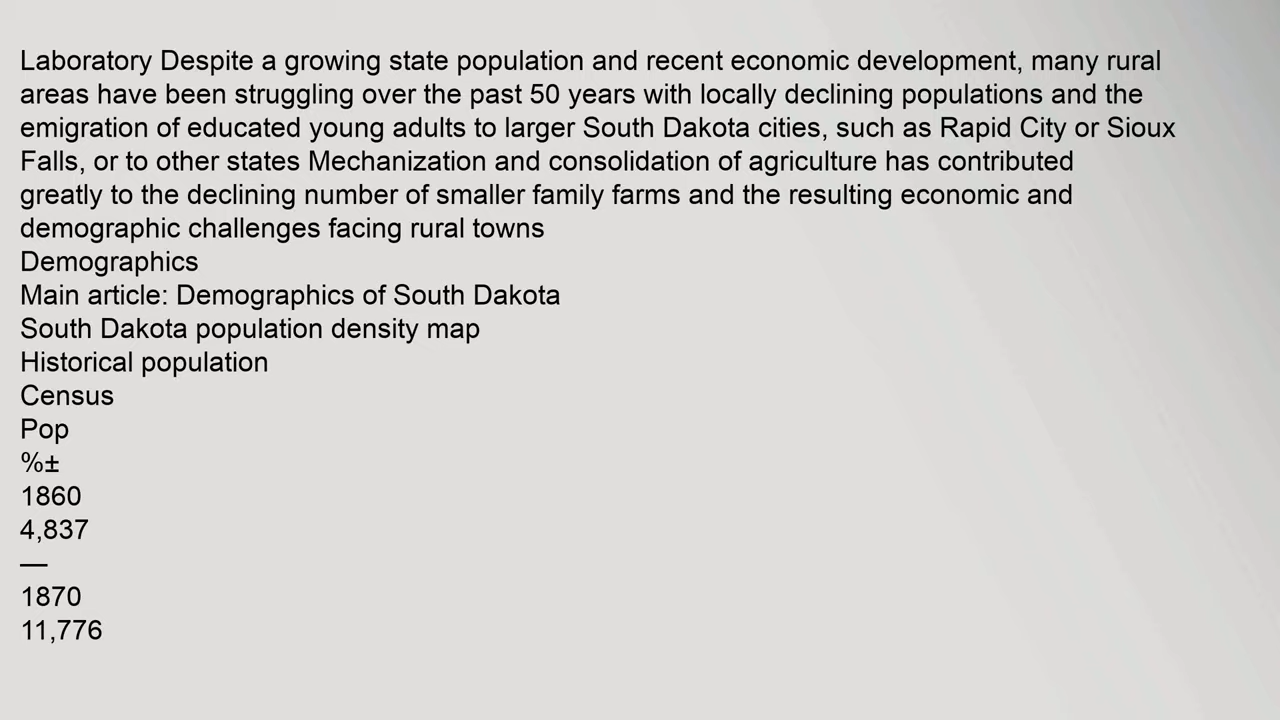 Laboratory Despite a growing state population and recent economic development, many rural
areas have been struggling over the past 50 years with locally declining populations and the
emigration of educated young adults to larger South Dakota cities, such as Rapid City or Sioux
Falls, or to other states Mechanization and consolidation of agriculture has contributed
greatly to the declining number of smaller family farms and the resulting economic and
demographic challenges facing rural towns
Demographics
Main article: Demographics of South Dakota
South Dakota population density map
Historical population
Census
Pop
%±
1860
4,837
—
1870
11,776